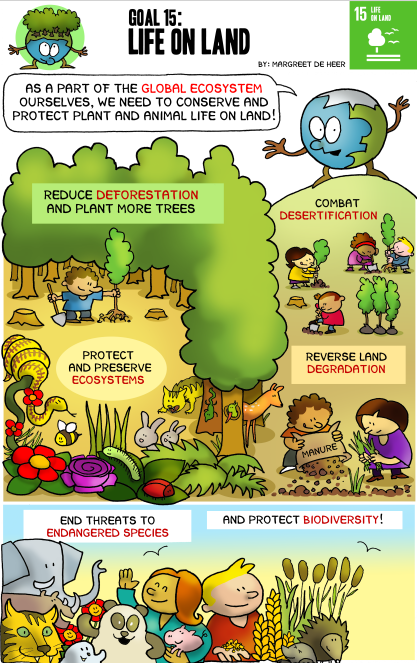 GOAL 15:
LIFE ON LAND
BY: MARGREET DE HEER
15 LIFE
ON LAND
AS A PART OF THE GLOBAL ECOSYSTEM
OURSELVES, WE NEED TO CONSERVE AND
PROTECT PLANT AND ANIMAL LIFE ON LAND!
REDUCE DEFORESTATION
AND PLANT MORE TREES
COMBAT
DESERTIFICATION
PROTECT
AND PRESERVE
ECOSYSTEMS
REVERSE LAND
DEGRADATION
MANURE
END THREATS TO
ENDANGERED SPECIES
AND PROTECT BIODIVERSITY!